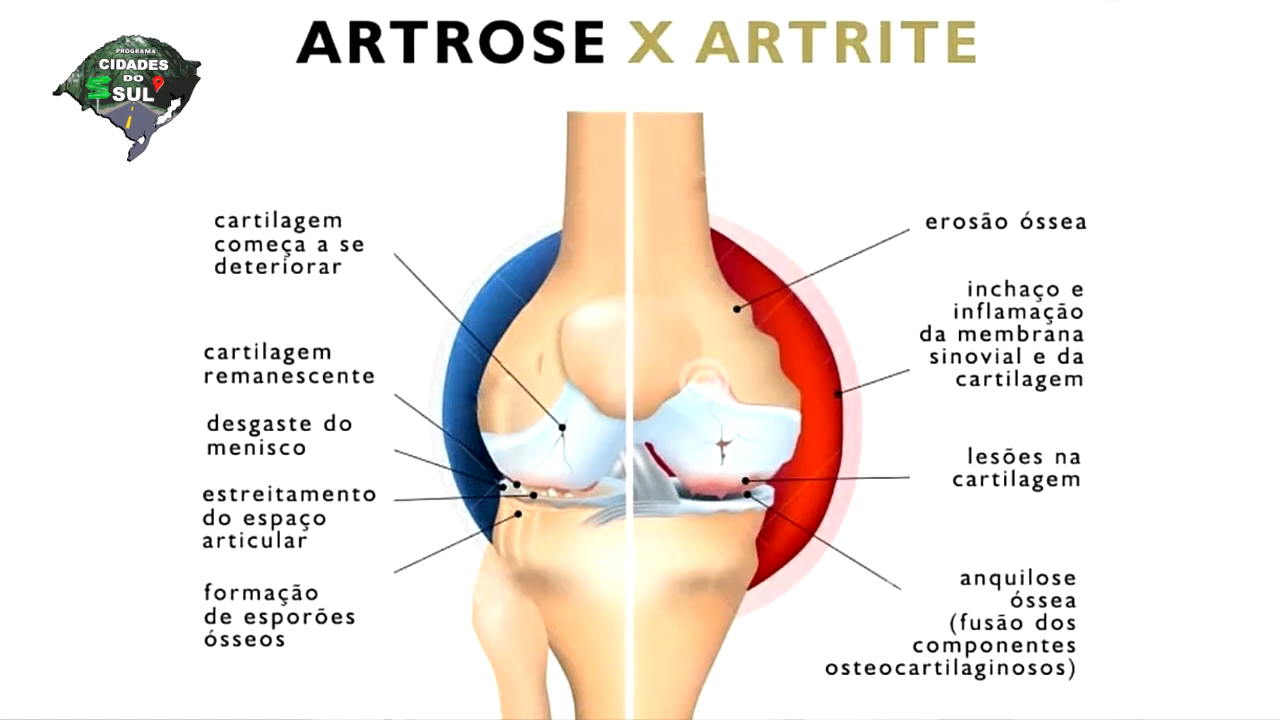 ARTROSE X ARTRITE
PROGRAMA
CIDADES
DO
SUL
cartilagem
começa a se
deteriorar
cartilagem
remanescente
desgaste do
menisco
estreitamento
do espaço
articular
formação
de esporões
ósseos
erosão óssea
inchaço e
inflamação
da membrana
sinovial e da
cartilagem
lesões na
cartilagem
anquilose
óssea
(fusão dos
componentes
osteocartilaginosos)